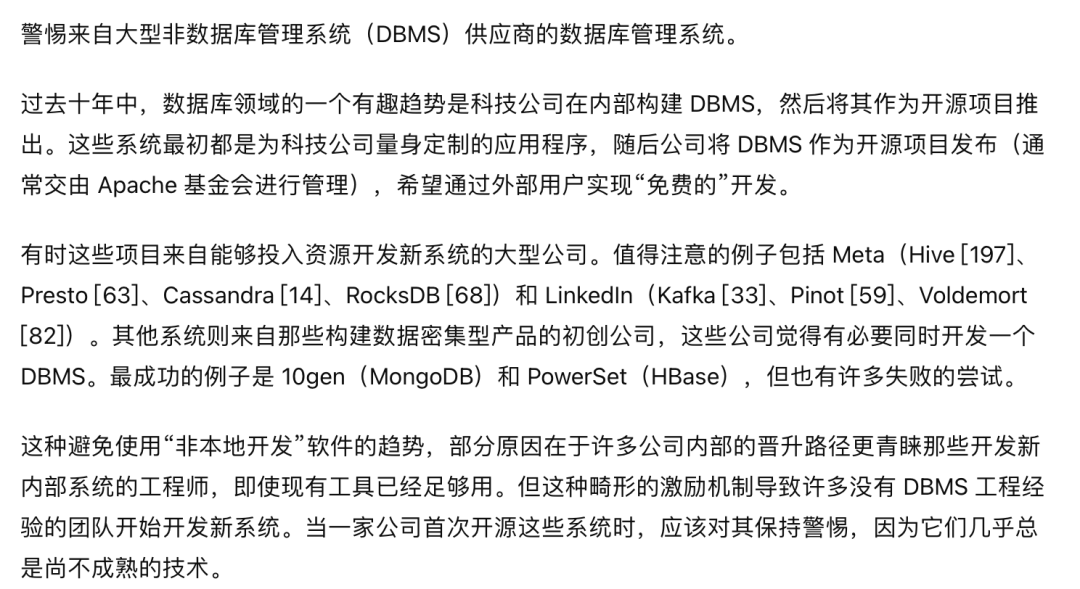 警惕来自大型非数据库管理系统（DBMS）供应商的数据库管理系统。
过去十年中，数据库领域的一个有趣趋势是科技公司在内部构建 DBMS，然后将其作为开源项目推
出。这些系统最初都是为科技公司量身定制的应用程序，随后公司将 DBMS 作为开源项目发布（通
常交由 Apache 基金会进行管理），希望通过外部用户实现“免费的”开发。
有时这些项目来自能够投入资源开发新系统的大型公司。值得注意的例子包括 Meta（Hive [197]、
Presto [63]、Cassandra [14]、RocksDB [68]）和 LinkedIn（Kafka [33]、Pinot [59]、Voldemort
[82]）。其他系统则来自那些构建数据密集型产品的初创公司，这些公司觉得有必要同时开发一个
DBMS。最成功的例子是 10gen（MongoDB）和 PowerSet（HBase），但也有许多失败的尝试。
这种避免使用“非本地开发”软件的趋势，部分原因在于许多公司内部的晋升路径更青睐那些开发新
内部系统的工程师，即使现有工具已经足够用。但这种畸形的激励机制导致许多没有 DBMS 工程经
验的团队开始开发新系统。当一家公司首次开源这些系统时，应该对其保持警惕，因为它们几乎总
是尚不成熟的技术。